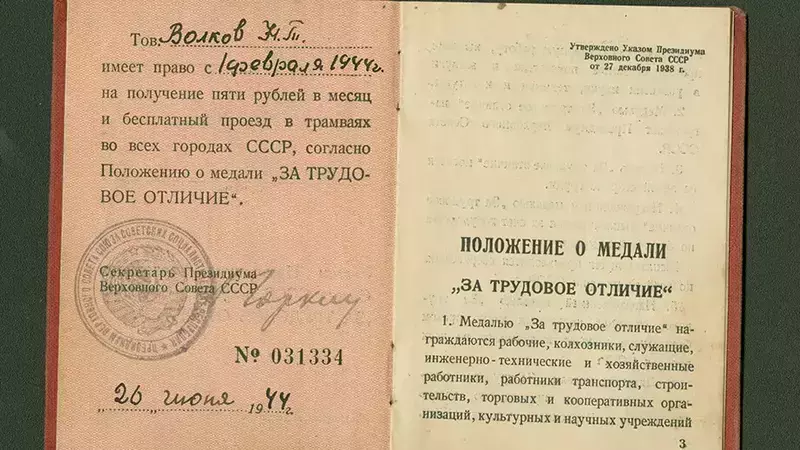 Тов. Волков Н.Т.
имеет право с 1 февраля 1944 г.
на получение пяти рублей в месяц
и бесплатный проезд в трамваях
во всех городах СССР, согласно
Положению о медали „ЗА ТРУДО-
ВОЕ ОТЛИЧИЕ".
Секретарь Президиума
Верховного Совета СССР
Горкин
№ 031334
„26 июня 1944 г.
Утверждено Указом Президиума
Верховного Совета СССР
от 27 декабря 1938 г.
ПОЛОЖЕНИЕ О МЕДАЛИ
„ЗА ТРУДОВОЕ ОТЛИЧИЕ"
1. Медалью „За трудовое отличие" на-
граждаются рабочие, колхозники, служащие,
инженерно-технические и хозяйственные
работники, работники транспорта, строи-
тельств, торговых и кооперативных орга-
низаций, культурных и научных учреждений
3